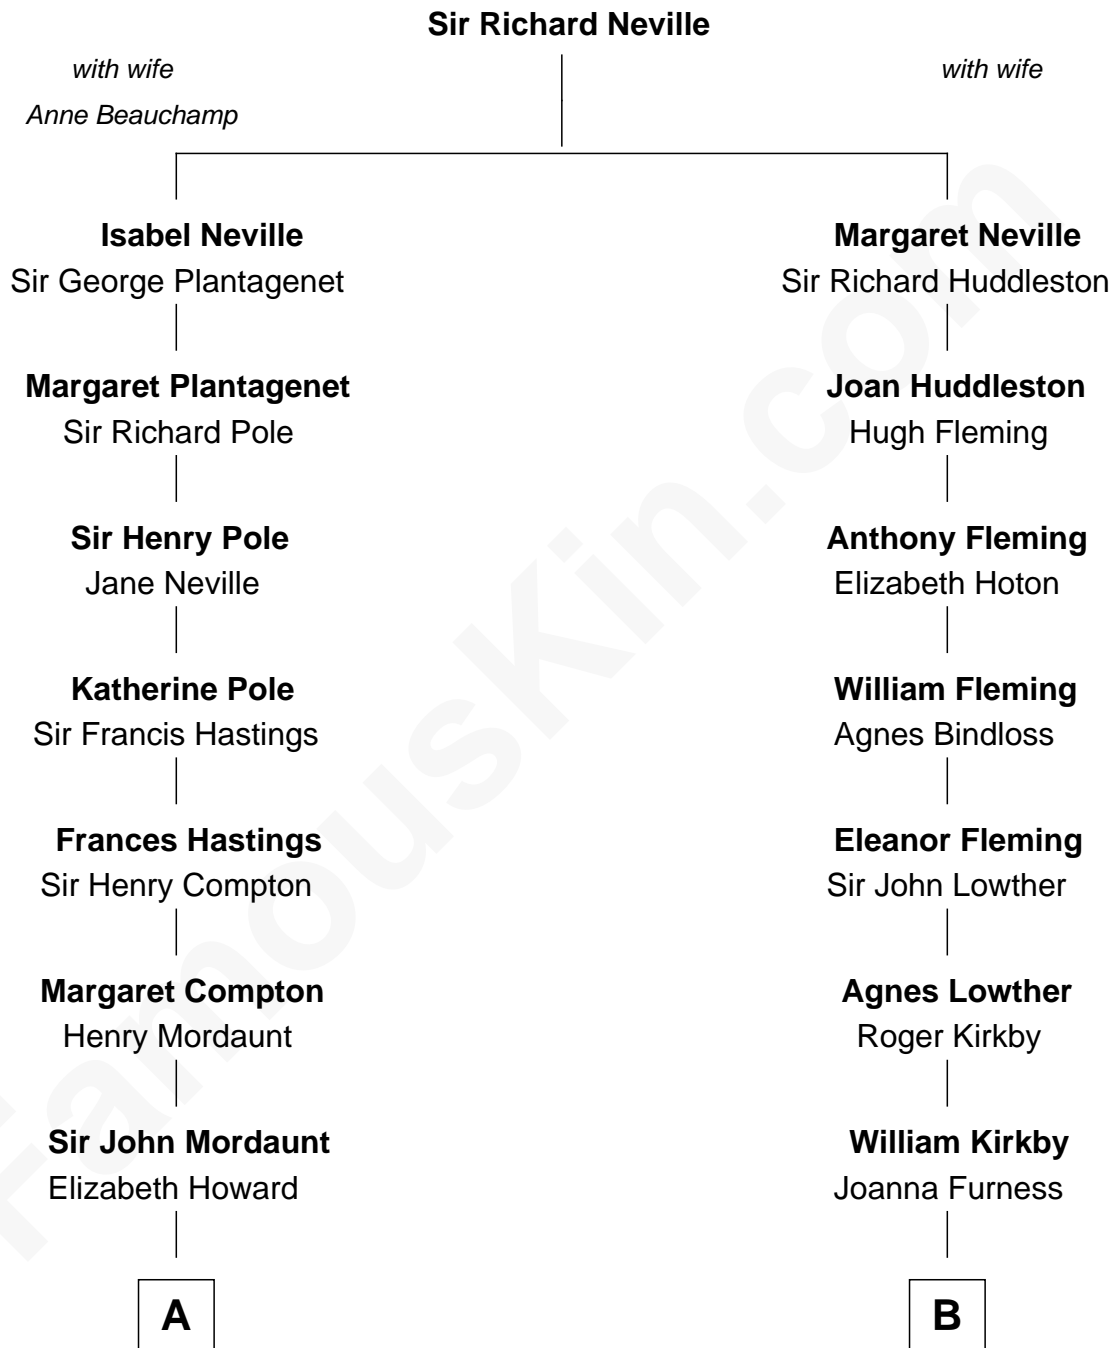 Sir Richard Neville
with wife
Anne Beauchamp
with wife
Isabel Neville
Sir George Plantagenet
Margaret Neville
Sir Richard Huddleston
Margaret Plantagenet
Sir Richard Pole
Joan Huddleston
Hugh Fleming
Sir Henry Pole
Jane Neville
Anthony Fleming
Elizabeth Hoton
Katherine Pole
Sir Francis Hastings
William Fleming
Agnes Bindloss
Frances Hastings
Sir Henry Compton
Eleanor Fleming
Sir John Lowther
Margaret Compton
Henry Mordaunt
Agnes Lowther
Roger Kirkby
Sir John Mordaunt
Elizabeth Howard
William Kirkby
Joanna Furness
A
B
FamousKin.com